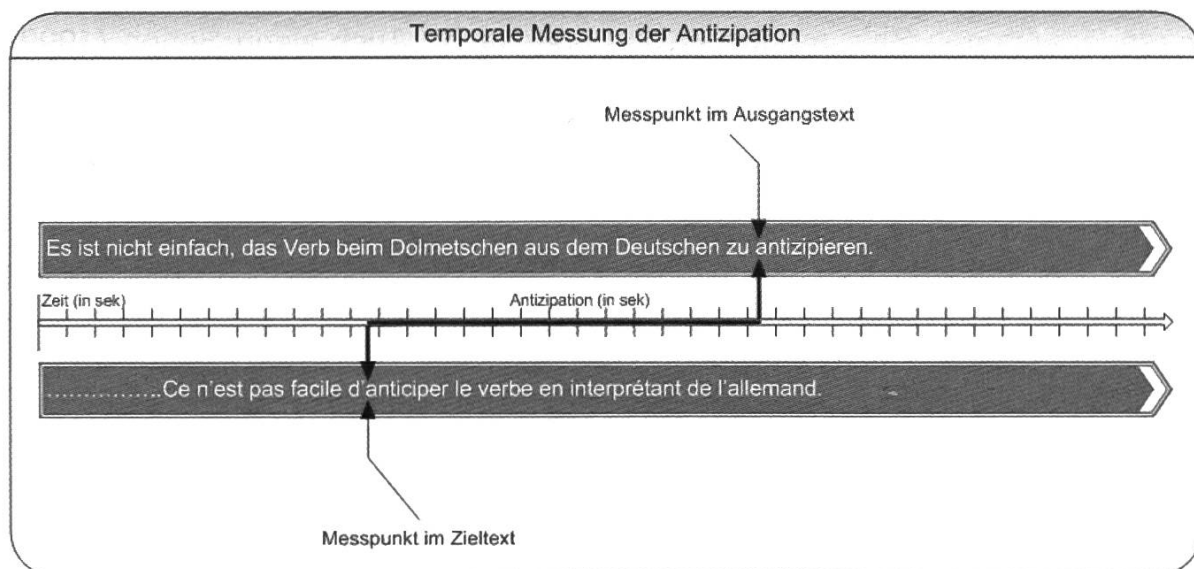 Temporale Messung der Antizipation
Messpunkt im Ausgangstext
Es ist nicht einfach, das Verb beim Dolmetschen aus dem Deutschen zu antizipieren.
Zeit (in sek)
Antizipation (in sek)
................Ce n'est pas facile d'anticiper le verbe en interprétant de l'allemand.
Messpunkt im Zieltext